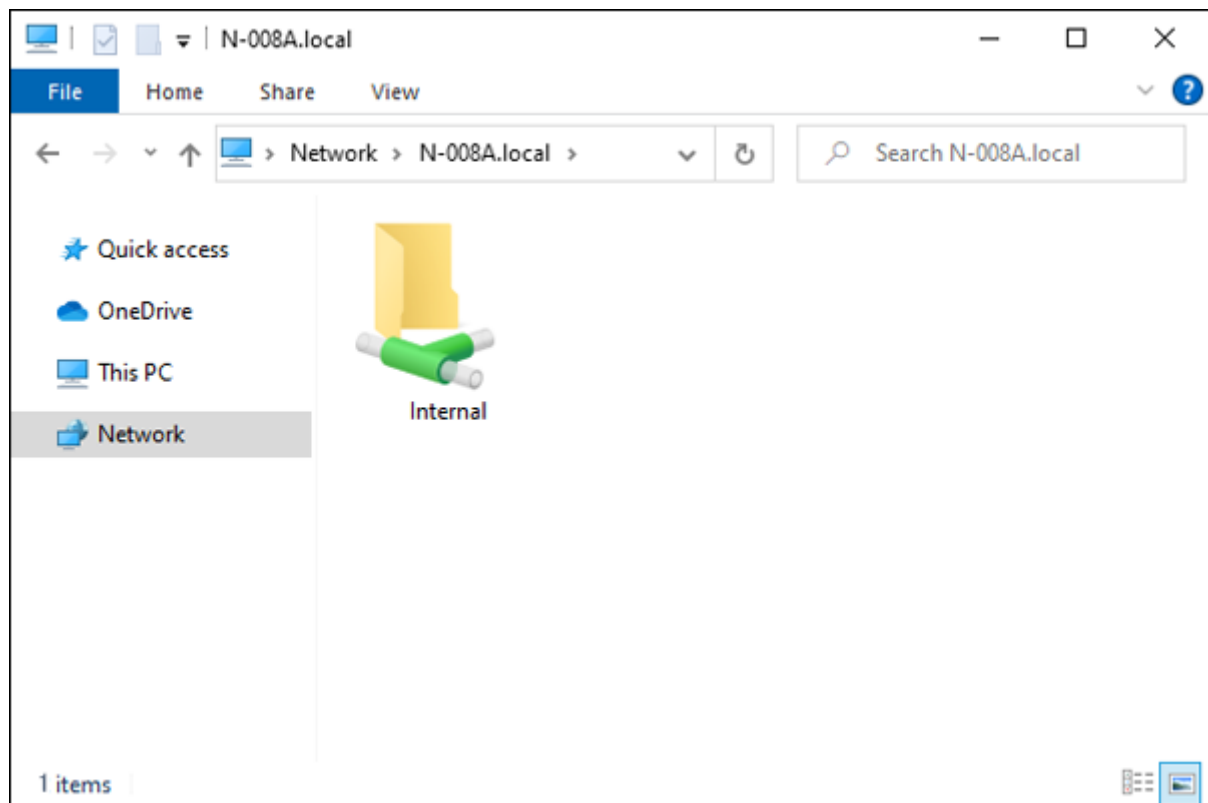 N-008A.local
File Home Share View
Network > N-008A.local >
Search N-008A.local
Quick access
OneDrive
This PC
Network
Internal
1 items